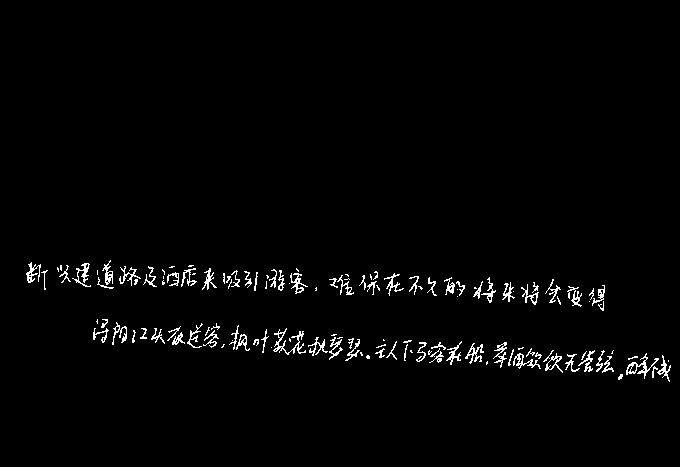 断兴建道路及酒店来吸引游客，难保在不久的将来将会变得
浔阳江头夜送客，枫叶荻花秋瑟瑟。主人下马客在船，举酒欲饮无管弦。醉不成